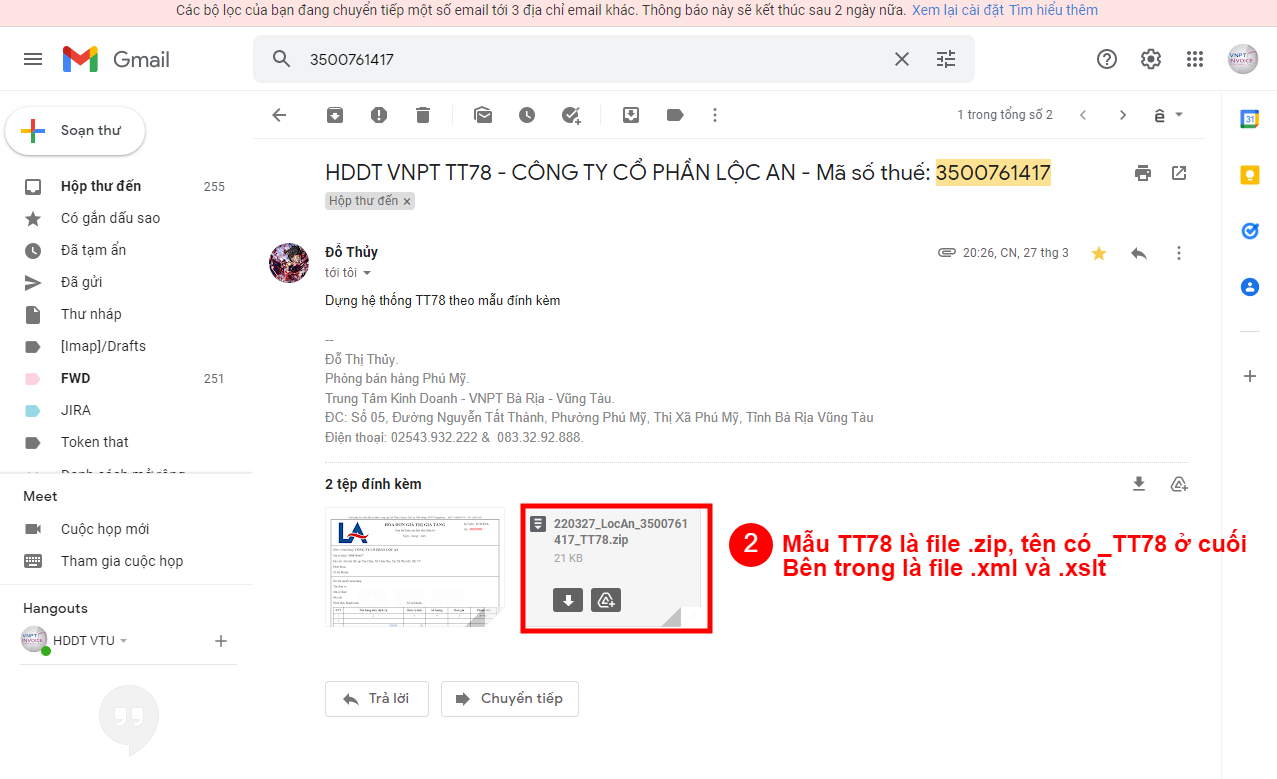 Các bộ lọc của bạn đang chuyển tiếp một số email tới 3 địa chỉ email khác. Thông báo này sẽ kết thúc sau 2 ngày nữa. Xem lại cài đặt Tìm hiểu thêm
Gmail
3500761417
Soạn thư
1 trong tổng số 2
Hộp thư đến 255
Có gắn dấu sao
Đã tạm ẩn
Đã gửi
Thư nháp
[Imap]/Drafts
FWD 251
JIRA
Token that
Danh sách mở rộng
Meet
Cuộc họp mới
Tham gia cuộc họp
Hangouts
HDDT VTU
HDDT VNPT TT78 - CÔNG TY CỔ PHẦN LỘC AN - Mã số thuế: 3500761417
Hộp thư đến ×
Đỗ Thủy
20:26, CN, 27 thg 3
tới tôi
Dựng hệ thống TT78 theo mẫu đính kèm
--
Đỗ Thị Thủy.
Phòng bán hàng Phú Mỹ.
Trung Tâm Kinh Doanh - VNPT Bà Rịa - Vũng Tàu.
ĐC: Số 05, Đường Nguyễn Tất Thành, Phường Phú Mỹ, Thị Xã Phú Mỹ, Tỉnh Bà Rịa Vũng Tàu
Điện thoại: 02543.932.222 & 083.32.92.888.
2 tệp đính kèm
HÓA ĐƠN GIÁ TRỊ GIA TĂNG
LA
220327_LocAn_3500761
417_TT78.zip
21 KB
2
Mẫu TT78 là file .zip, tên có _TT78 ở cuối
Bên trong là file .xml và .xslt
Trả lời
Chuyển tiếp